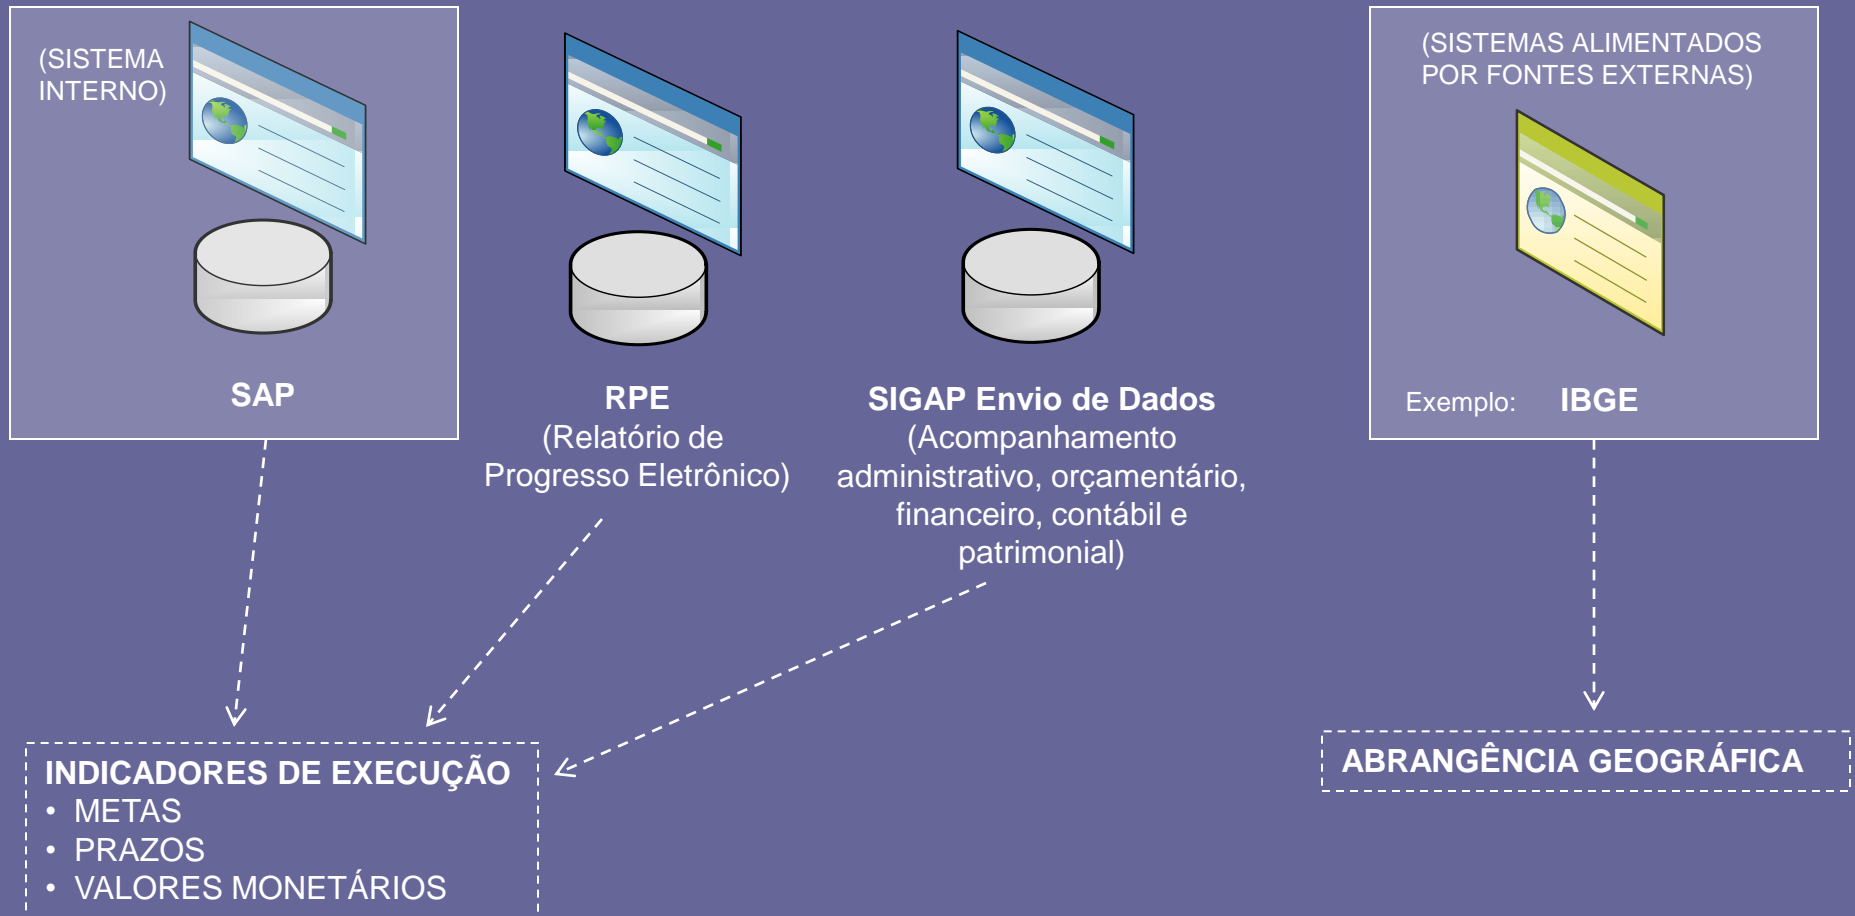 (SISTEMA
INTERNO)
SAP
RPE
(Relatório de
Progresso Eletrônico)
SIGAP Envio de Dados
(Acompanhamento
administrativo, orçamentário,
financeiro, contábil e
patrimonial)
(SISTEMAS ALIMENTADOS
POR FONTES EXTERNAS)
Exemplo: IBGE
INDICADORES DE EXECUÇÃO
• METAS
• PRAZOS
• VALORES MONETÁRIOS
ABRANGÊNCIA GEOGRÁFICA